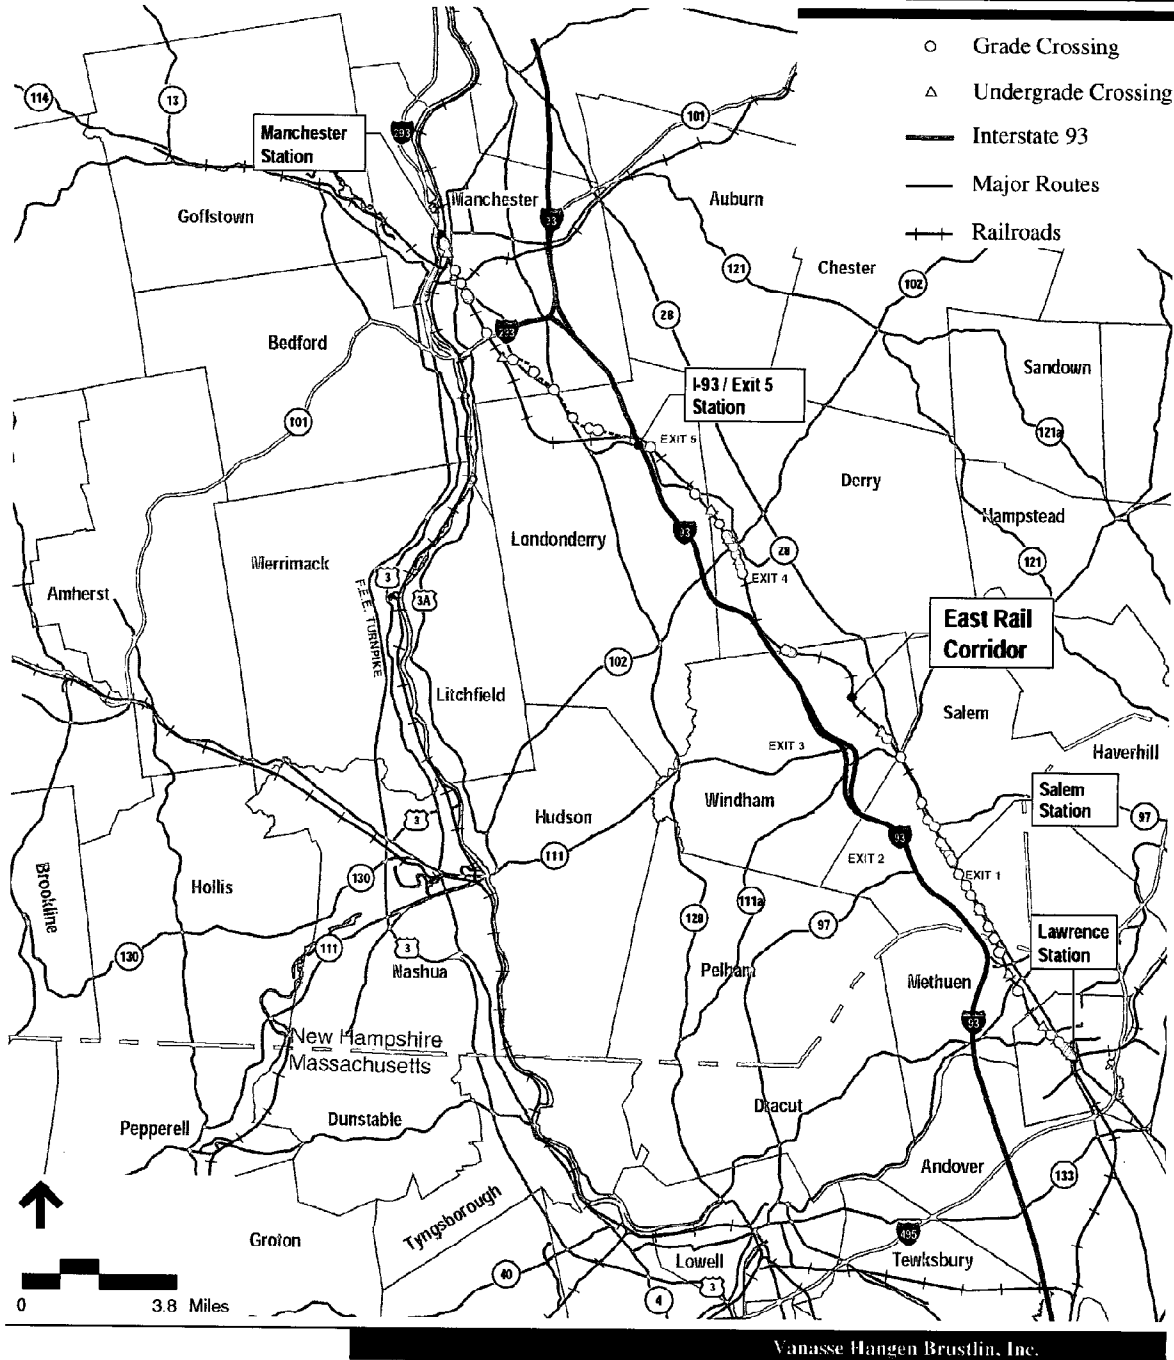 Grade Crossing
Undergrade Crossing
Interstate 93
Major Routes
Railroads
114
13
293
101
Manchester
Station
Manchester
Goffstown
Auburn
93
121
Chester
102
28
293
Bedford
Sandown
I-93 / Exit 5
Station
101
121a
EXIT 5
Derry
Hampstead
Londonderry
93
28
Merrimack
121
Amherst
3
3A
EXIT 4
F.E.E. TURNPIKE
East Rail
Corridor
102
Litchfield
Salem
EXIT 3
Haverhill
Windham
Salem
Station
97
Hudson
3
93
111
EXIT 2
EXIT 1
130
Hollis
Brookline
111a
128
97
Lawrence
Station
130
111
3
Nashua
Pelham
Methuen
93
New Hampshire
Massachusetts
Dracut
Pepperell
Dunstable
Andover
133
Tyngsborough
Groton
495
Lowell
Tewksbury
40
3
4
0 3.8 Miles
Vanasse Hangen Brustlin, Inc.